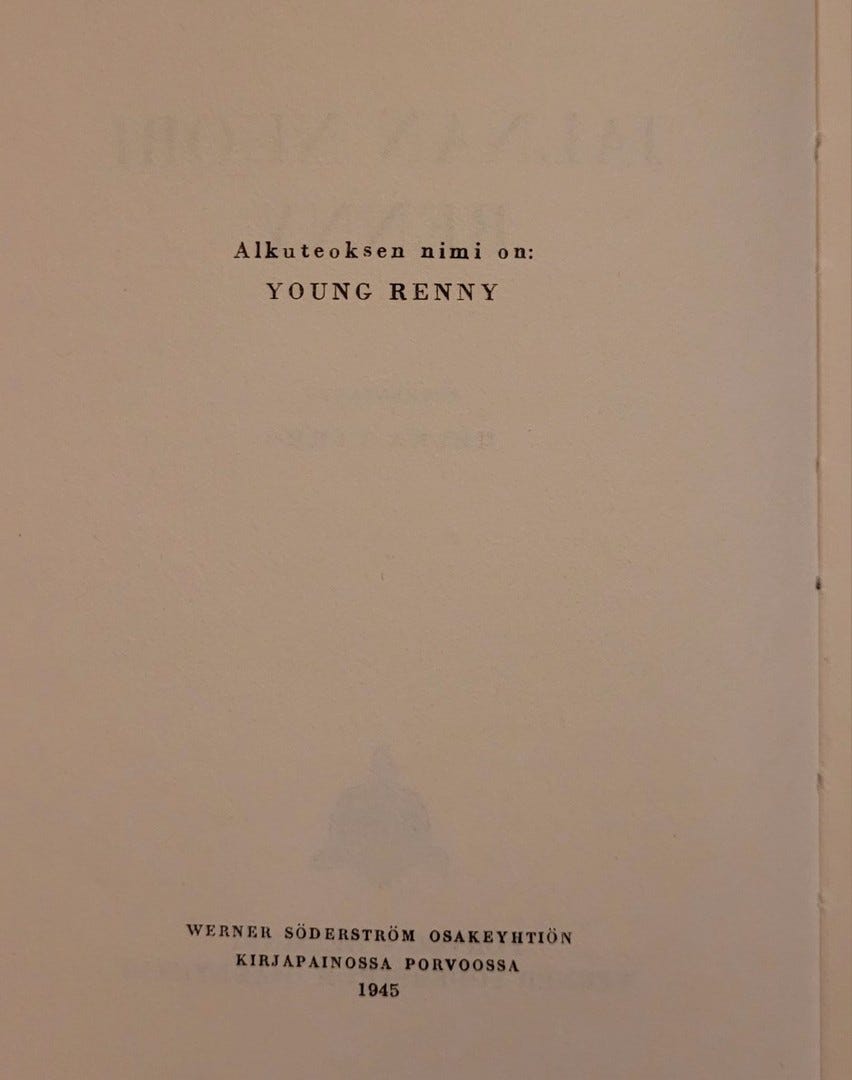 Alkuteoksen nimi on:
YOUNG RENNY
WERNER SÖDERSTRÖM OSAKEYHTIÖN
KIRJAPAINOSSA PORVOOSSA
1945